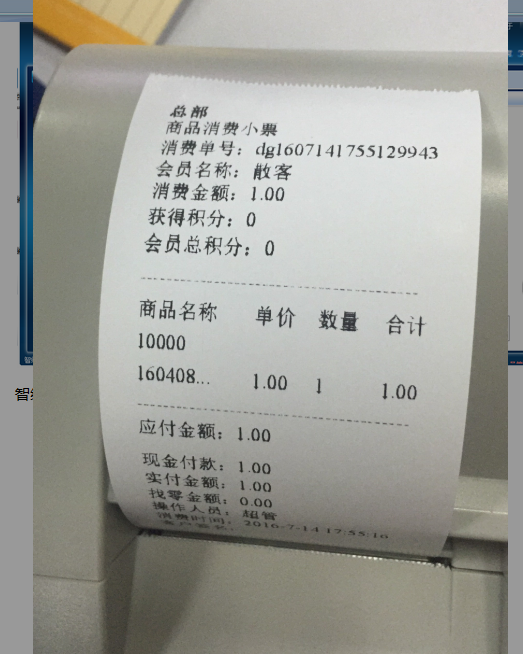 总部
商品消费小票
消费单号：dg1607141755129943
会员名称：散客
消费金额：1.00
获得积分：0
会员总积分：0
商品名称 单价 数量 合计
10000
160408... 1.00 1 1.00
应付金额：1.00
现金付款：1.00
实付金额：1.00
找零金额：0.00
操作人员：超管
消费时间：2016-7-14 17:55:16